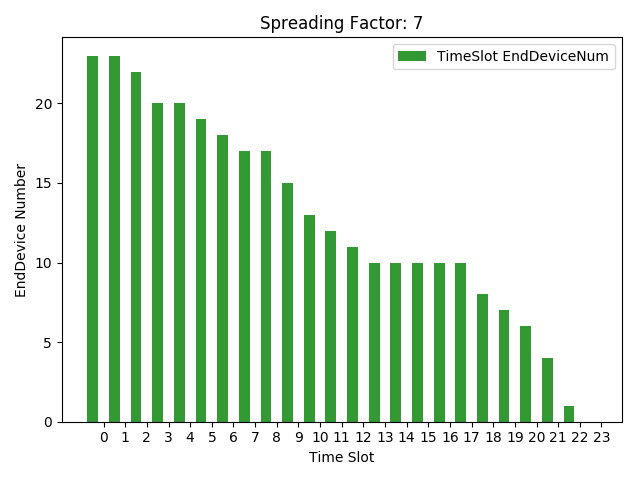 Spreading Factor: 7
TimeSlot EndDeviceNum
EndDevice Number
20
15
10
5
0
0 1 2 3 4 5 6 7 8 9 10 11 12 13 14 15 16 17 18 19 20 21 22 23
Time Slot